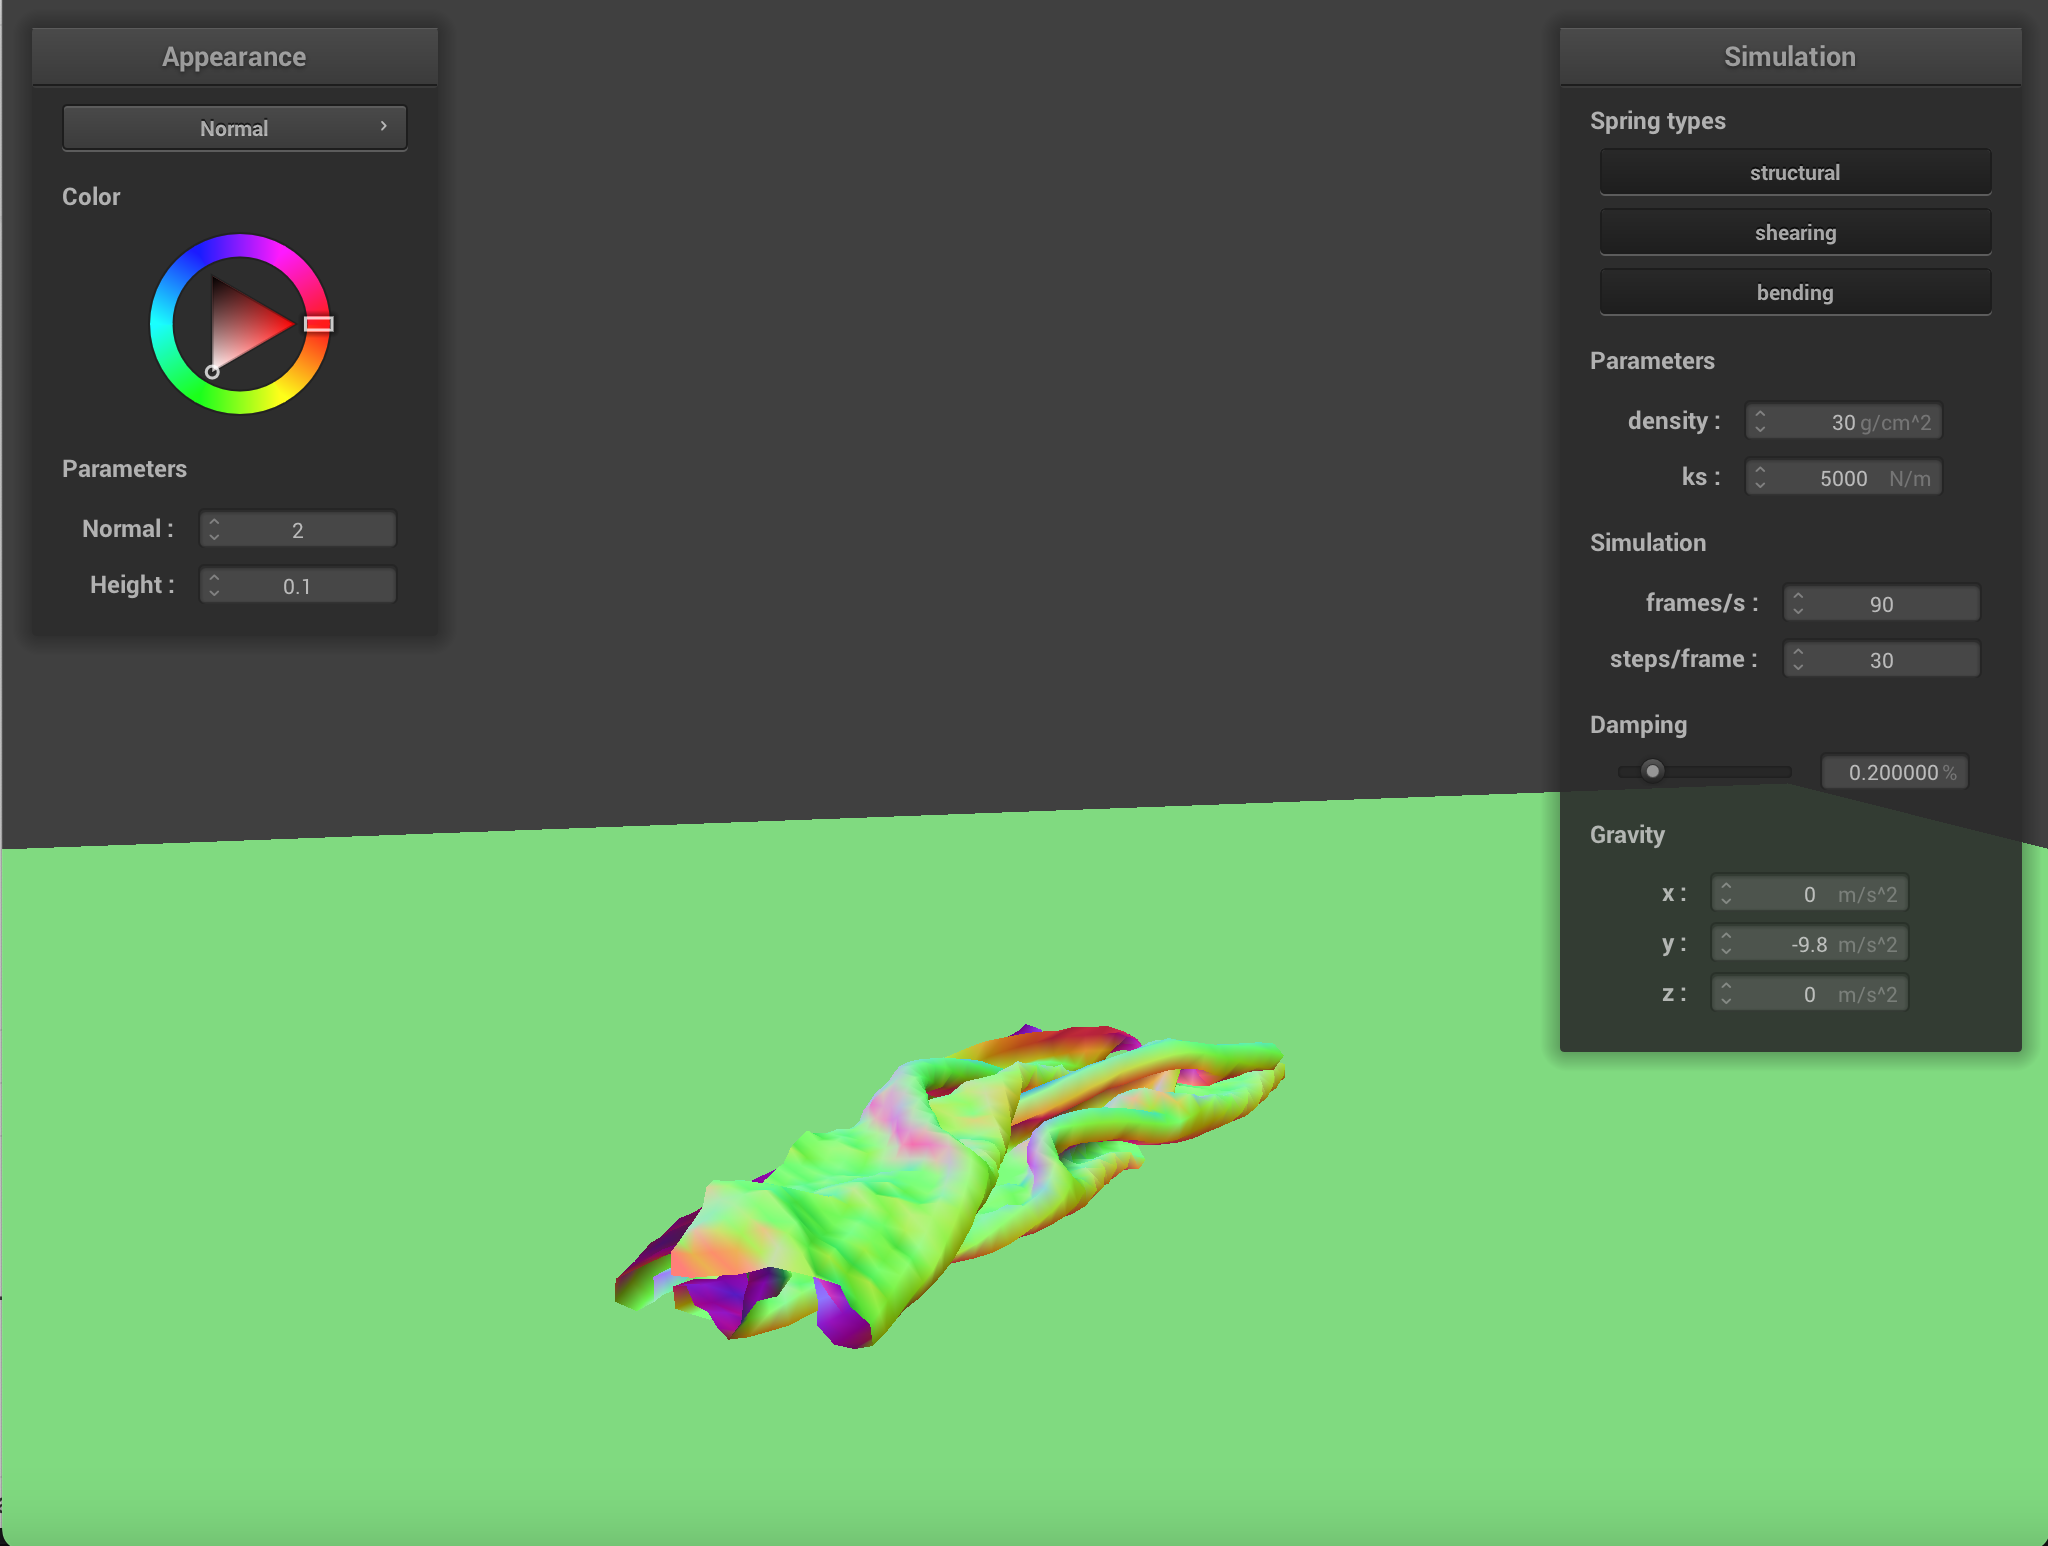 Appearance
Normal
Color
Parameters
Normal : 2
Height : 0.1
Simulation
Spring types
structural
shearing
bending
Parameters
density : 30 g/cm^2
ks : 5000 N/m
Simulation
frames/s : 90
steps/frame : 30
Damping
0.200000 %
Gravity
x : 0 m/s^2
y : -9.8 m/s^2
z : 0 m/s^2